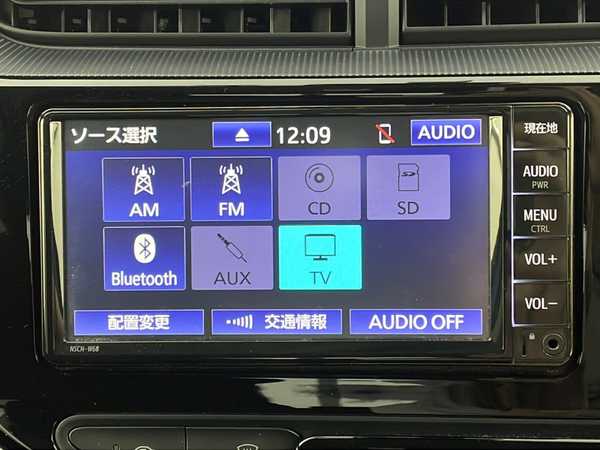 ソース選択
12:09
AUDIO
AM
FM
CD
SD
Bluetooth
AUX
TV
配置変更
交通情報
AUDIO OFF
NSCN-W68
現在地
AUDIO
PWR
MENU
CTRL
VOL+
VOL−